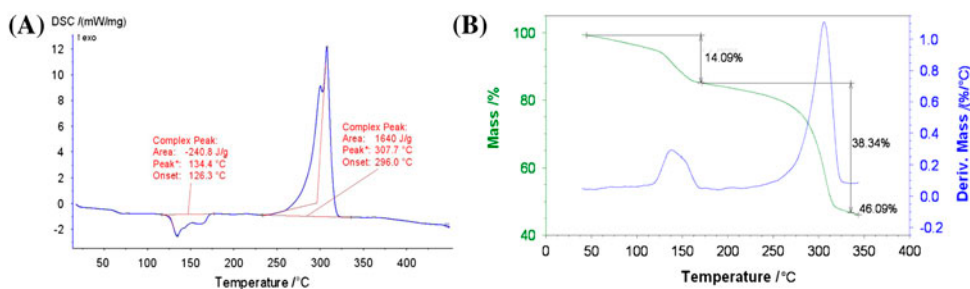 (A)
DSC /(mW/mg)
↑ exo
12
10
8
6
4
2
0
-2
Complex Peak:
Area: -240.8 J/g
Peak*: 134.4 °C
Onset: 126.3 °C
Complex Peak:
Area: 1640 J/g
Peak*: 307.7 °C
Onset: 296.0 °C
50 100 150 200 250 300 350 400
Temperature /°C
(B)
Mass /%
100
80
60
40
14.09%
38.34%
46.09%
1.0
0.8
0.6
0.4
0.2
0.0
-0.2
Deriv. Mass /(%/°C)
0 50 100 150 200 250 300 350 400
Temperature /°C